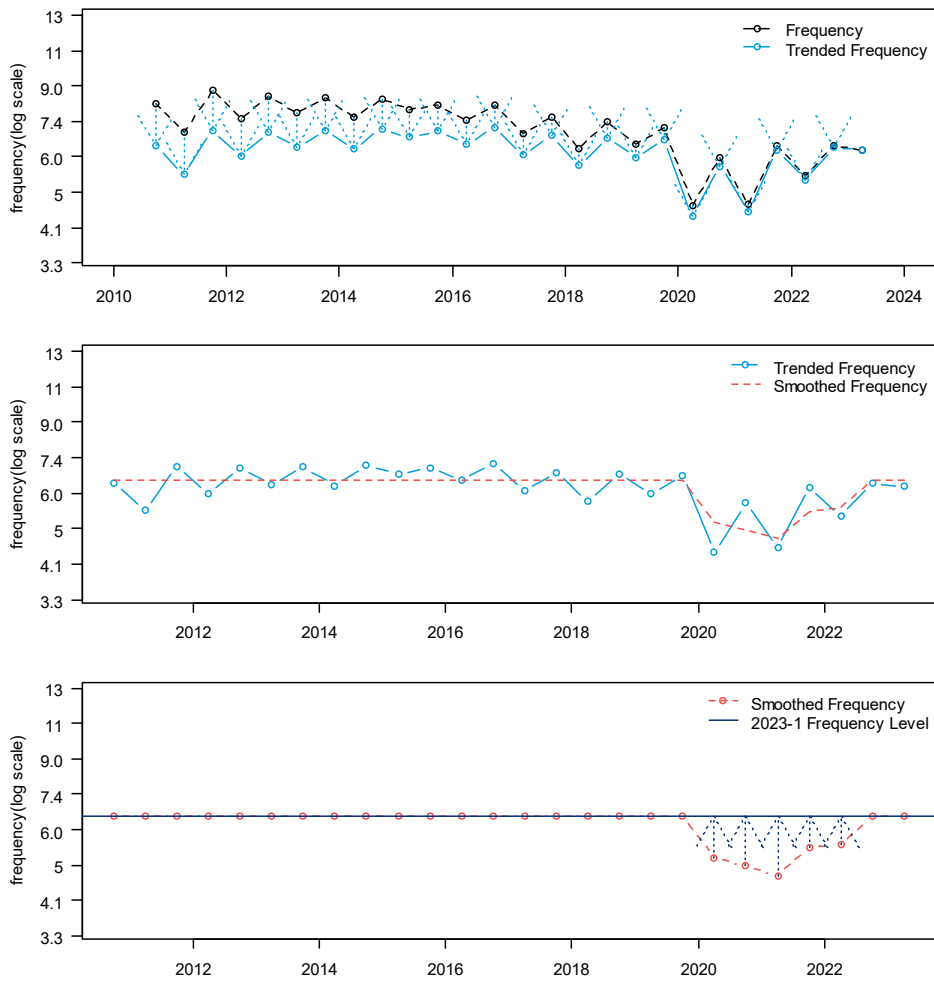 frequency(log scale)
13
11
9.0
7.4
6.0
5
4.1
3.3
Frequency
Trended Frequency
2010 2012 2014 2016 2018 2020 2022 2024
frequency(log scale)
13
11
9.0
7.4
6.0
5
4.1
3.3
Trended Frequency
Smoothed Frequency
2012 2014 2016 2018 2020 2022
frequency(log scale)
13
11
9.0
7.4
6.0
5
4.1
3.3
Smoothed Frequency
2023-1 Frequency Level
2012 2014 2016 2018 2020 2022